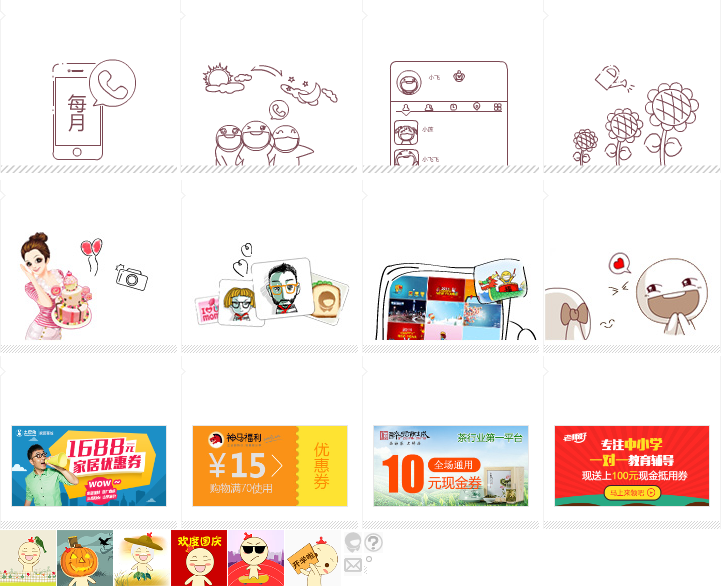 每
月
小飞
小孩
小飞飞
I
mom
1688元
家居优惠券
WOW~
神马福利
¥15
购物满70使用
优惠券
茶行业第一平台
10
全场通用
元现金券
专注中小学
一对一教育辅导
现送上100元现金抵用券
马上来领吧
欢度国庆
开学啦
?